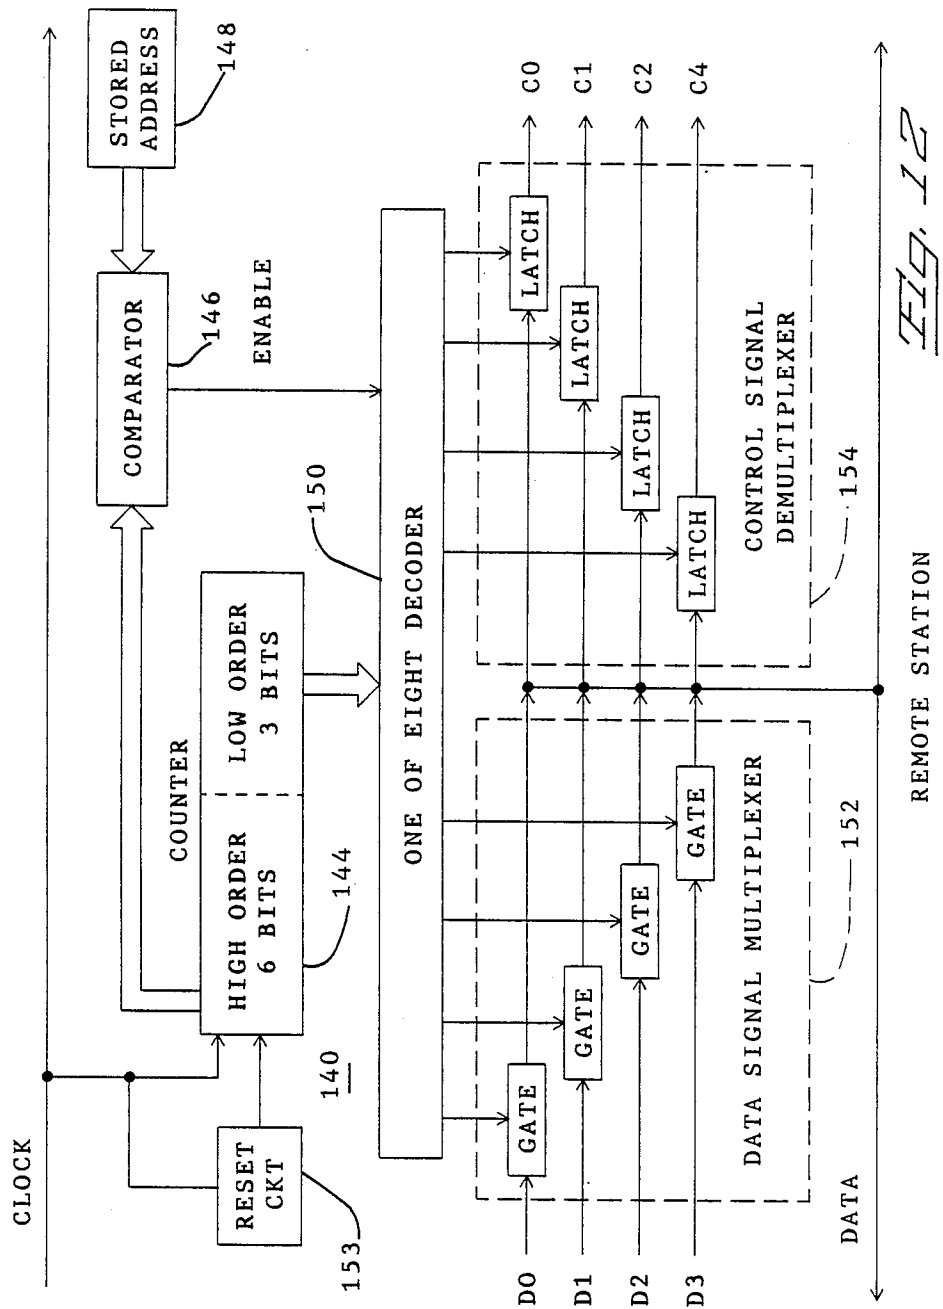 CLOCK
RESET
CKT
153
140
COUNTER
HIGH ORDER
6 BITS
LOW ORDER
3 BITS
144
COMPARATOR
146
STORED
ADDRESS
148
ENABLE
150
ONE OF EIGHT DECODER
D0
GATE
LATCH
C0
D1
GATE
LATCH
C1
D2
GATE
LATCH
C2
D3
GATE
LATCH
C4
DATA SIGNAL MULTIPLEXER
152
CONTROL SIGNAL
DEMULTIPLEXER
154
DATA
REMOTE STATION
Fig. 12